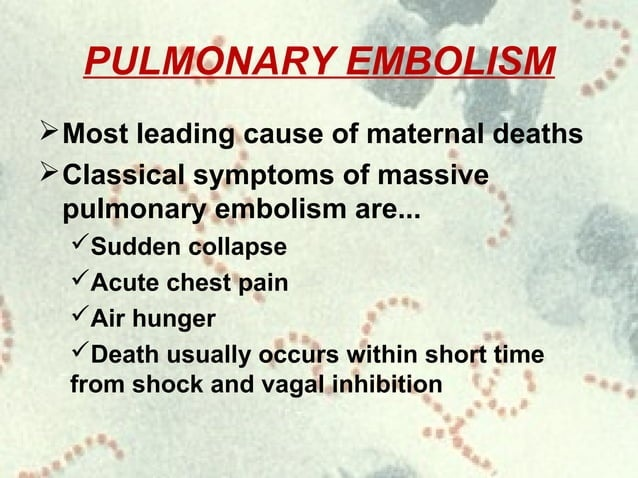 PULMONARY EMBOLISM
➢Most leading cause of maternal deaths
➢Classical symptoms of massive
pulmonary embolism are...
✓Sudden collapse
✓Acute chest pain
✓Air hunger
✓Death usually occurs within short time
from shock and vagal inhibition